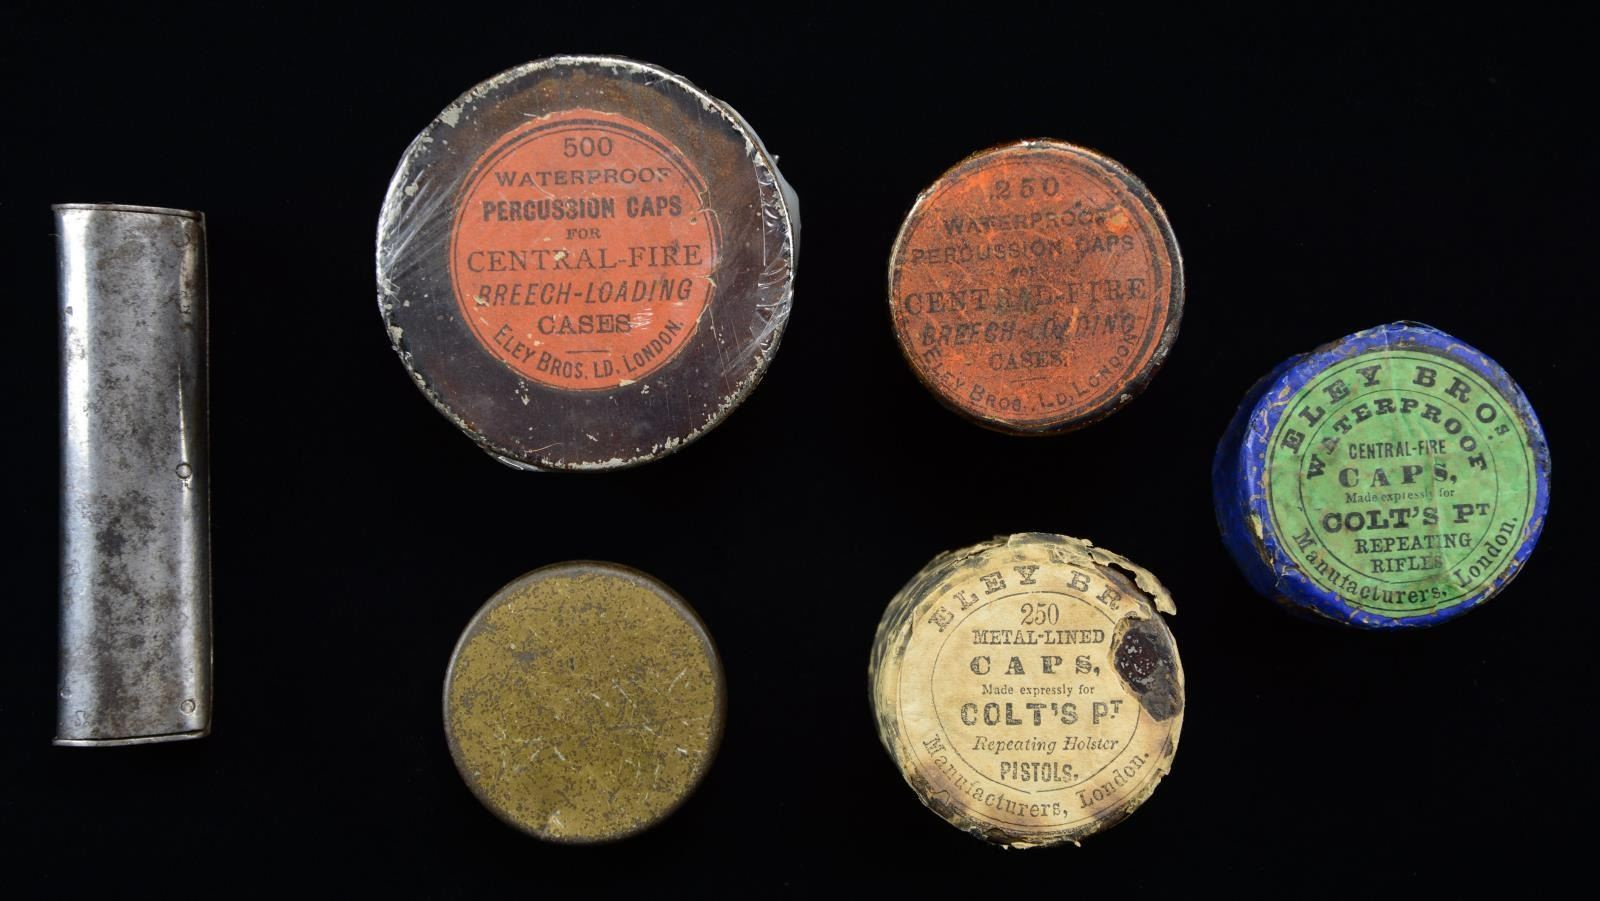 500
WATERPROOF
PERCUSSION CAPS
FOR
CENTRAL-FIRE
BREECH-LOADING
CASES
ELEY BROS. LD. LONDON.
250
WATERPROOF
PERCUSSION CAPS
FOR
CENTRAL-FIRE
BREECH-LOADING
CASES
ELEY BROS., LD, LONDON
ELEY BROS
WATERPROOF
CENTRAL-FIRE
CAPS,
Made expressly for
COLT'S PT
REPEATING
RIFLES
Manufacturers, London.
ELEY BRO
250
METAL-LINED
CAPS,
Made expressly for
COLT'S PT
Repeating Holster
PISTOLS.
Manufacturers, London.